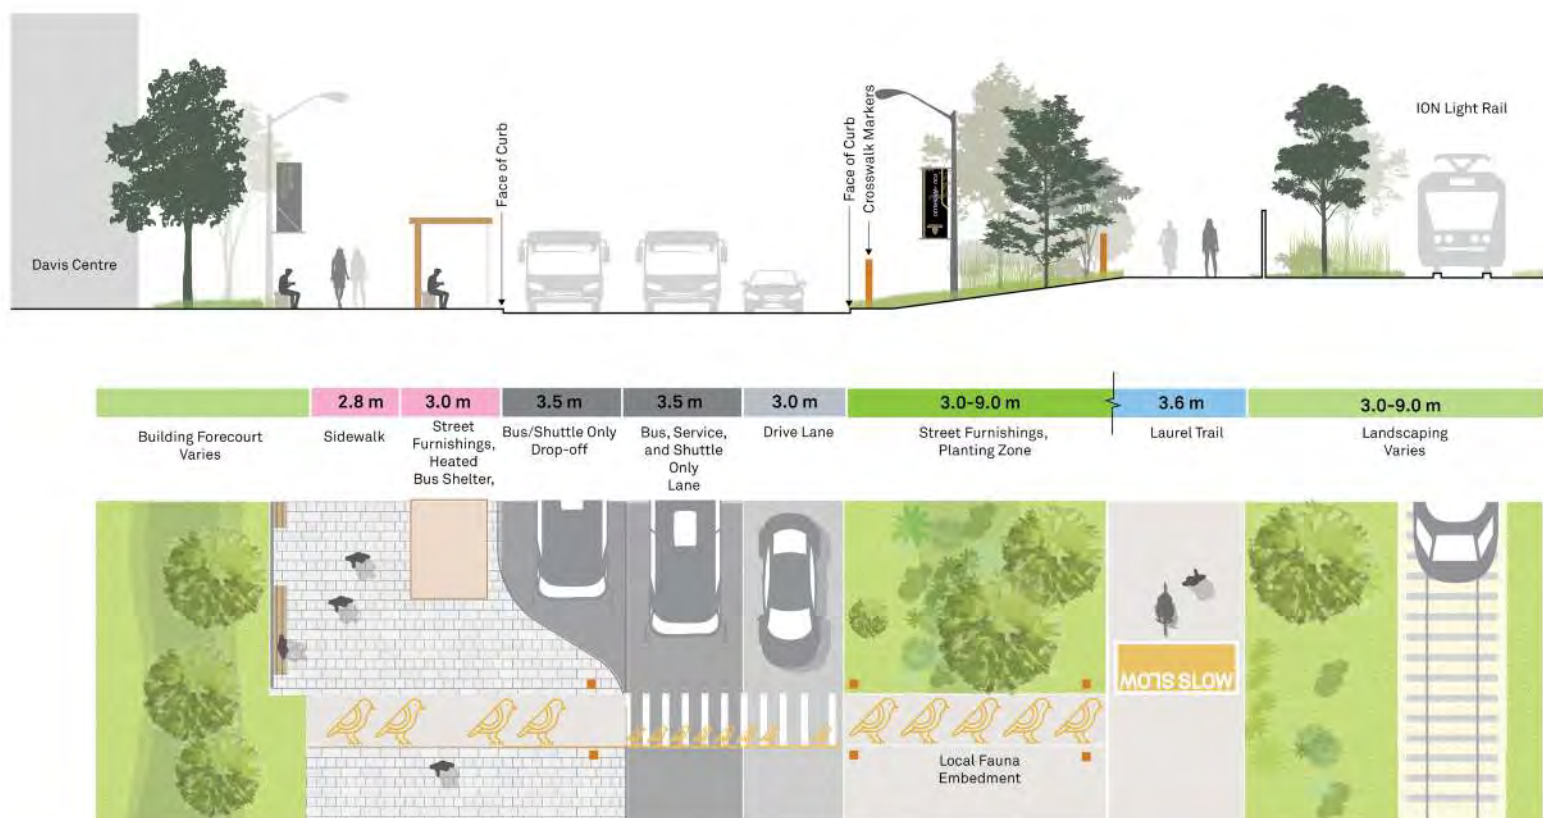 Davis Centre
Face of Curb
Face of Curb
Crosswalk Markers
ION Light Rail
2.8 m
3.0 m
3.5 m
3.5 m
3.0 m
3.0-9.0 m
3.6 m
3.0-9.0 m
Building Forecourt
Varies
Sidewalk
Street
Furnishings,
Heated
Bus Shelter,
Bus/Shuttle Only
Drop-off
Bus, Service,
and Shuttle
Only
Lane
Drive Lane
Street Furnishings,
Planting Zone
Laurel Trail
Landscaping
Varies
SLOW SLOW
Local Fauna
Embedment